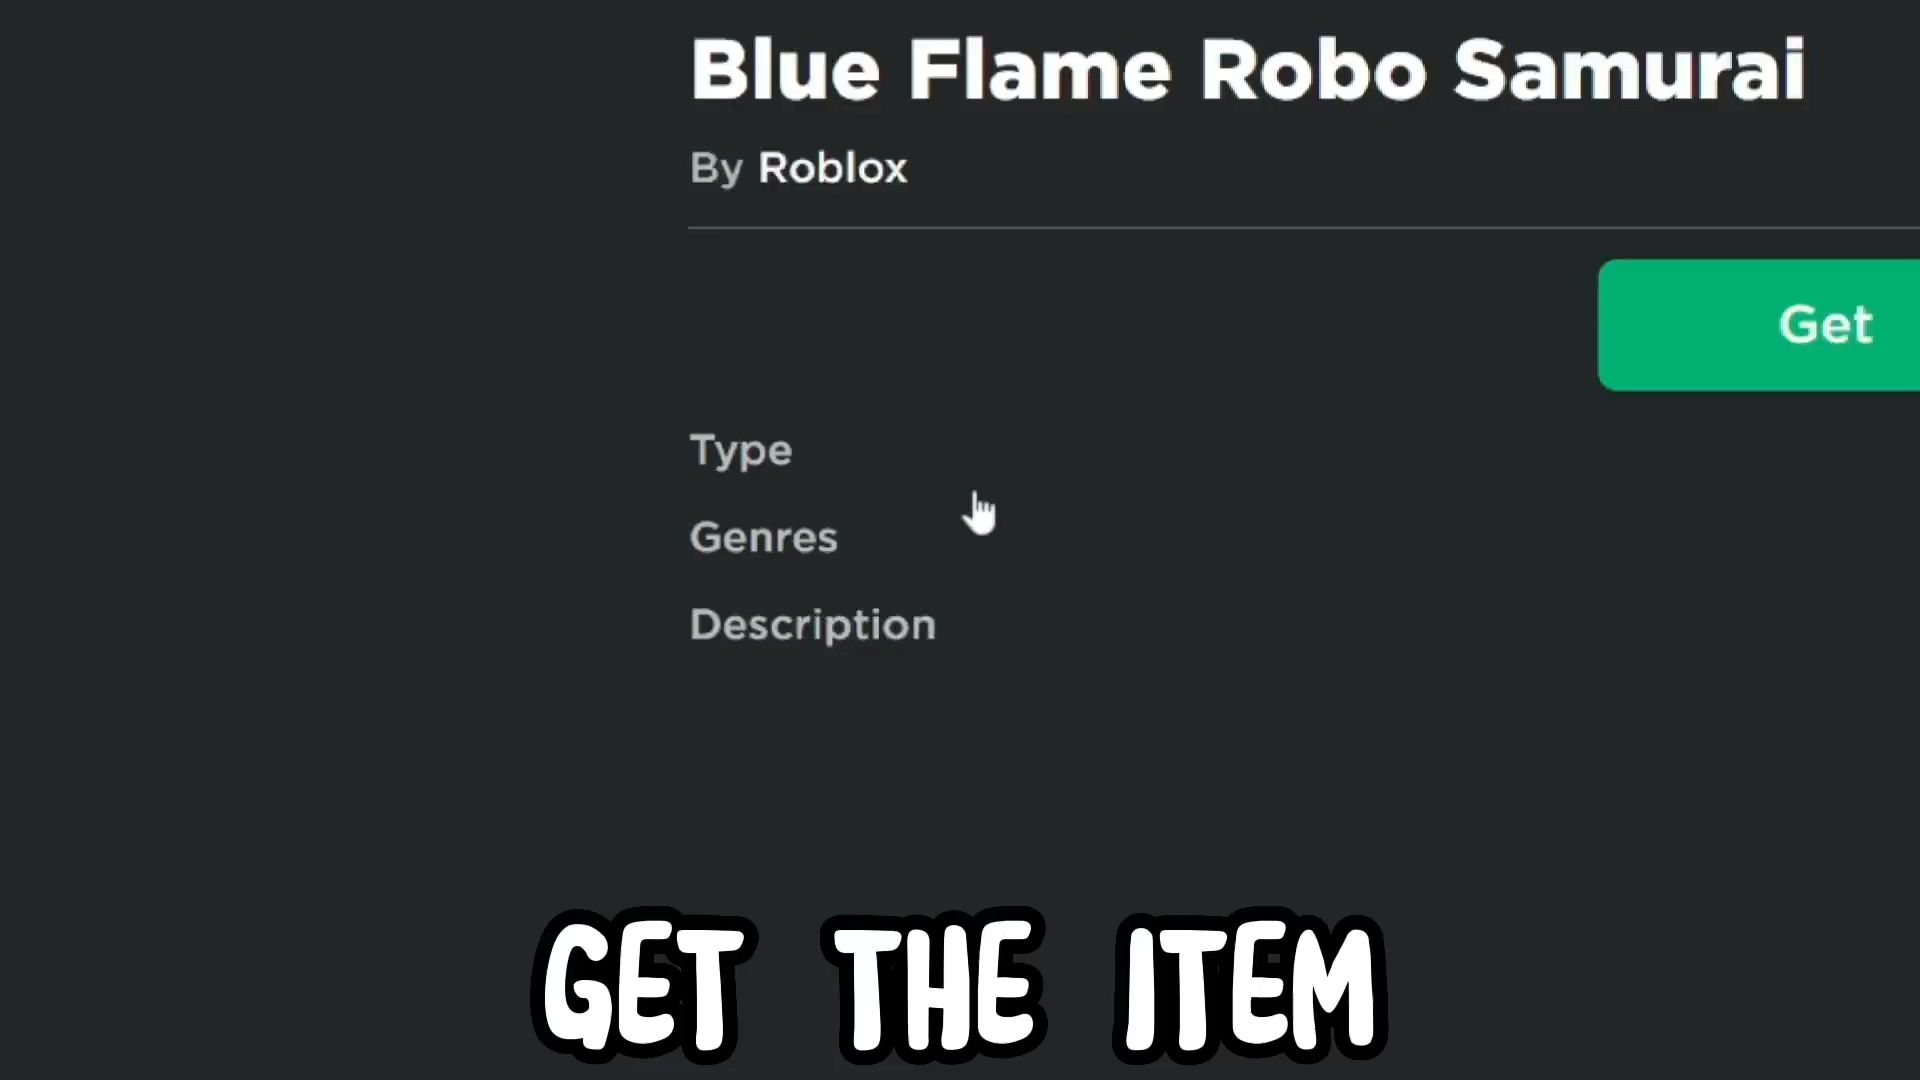 Blue Flame Robo Samurai
By Roblox
Get
Type
Genres
Description
GET THE ITEM